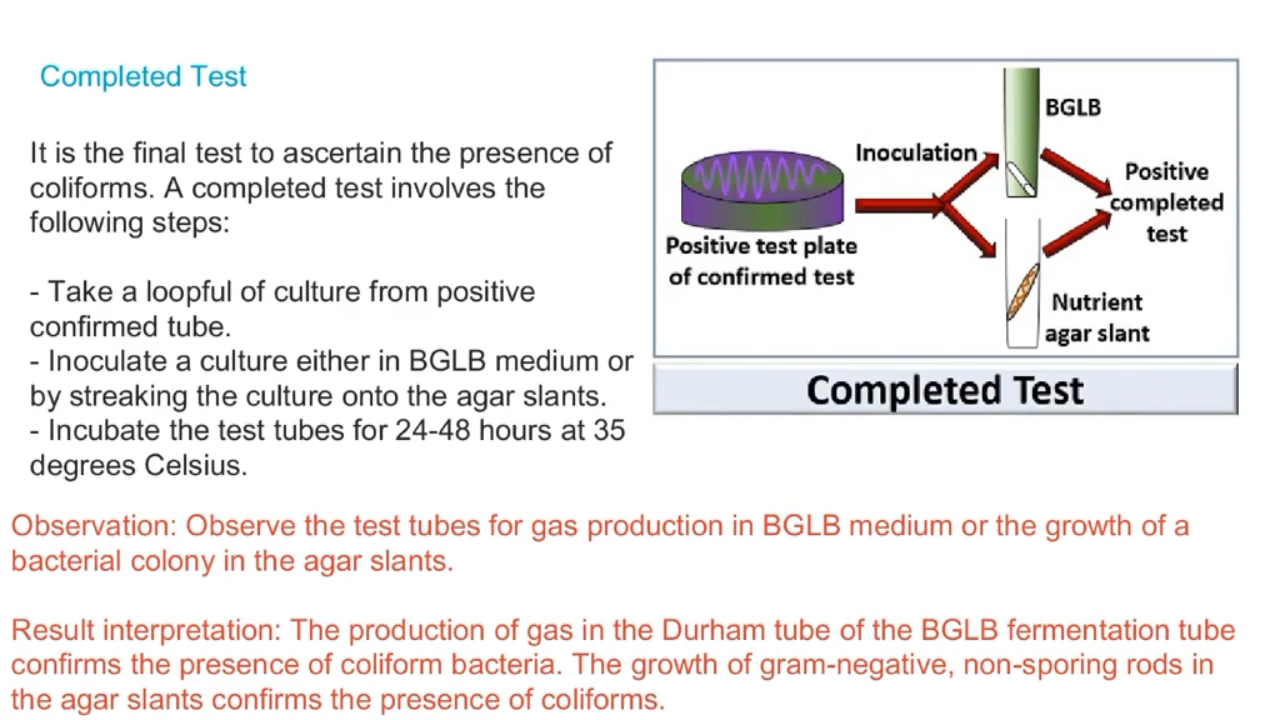 Completed Test
It is the final test to ascertain the presence of
coliforms. A completed test involves the
following steps:
- Take a loopful of culture from positive
confirmed tube.
- Inoculate a culture either in BGLB medium or
by streaking the culture onto the agar slants.
- Incubate the test tubes for 24-48 hours at 35
degrees Celsius.
BGLB
Inoculation
Positive
completed
test
Positive test plate
of confirmed test
Nutrient
agar slant
Completed Test
Observation: Observe the test tubes for gas production in BGLB medium or the growth of a
bacterial colony in the agar slants.
Result interpretation: The production of gas in the Durham tube of the BGLB fermentation tube
confirms the presence of coliform bacteria. The growth of gram-negative, non-sporing rods in
the agar slants confirms the presence of coliforms.